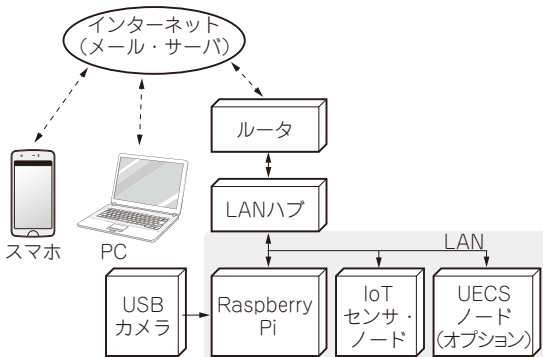 インターネット
(メール・サーバ)
ルータ
LANハブ
スマホ
PC
LAN
USB
カメラ
Raspberry
Pi
IoT
センサ・
ノード
UECS
ノード
(オプション)